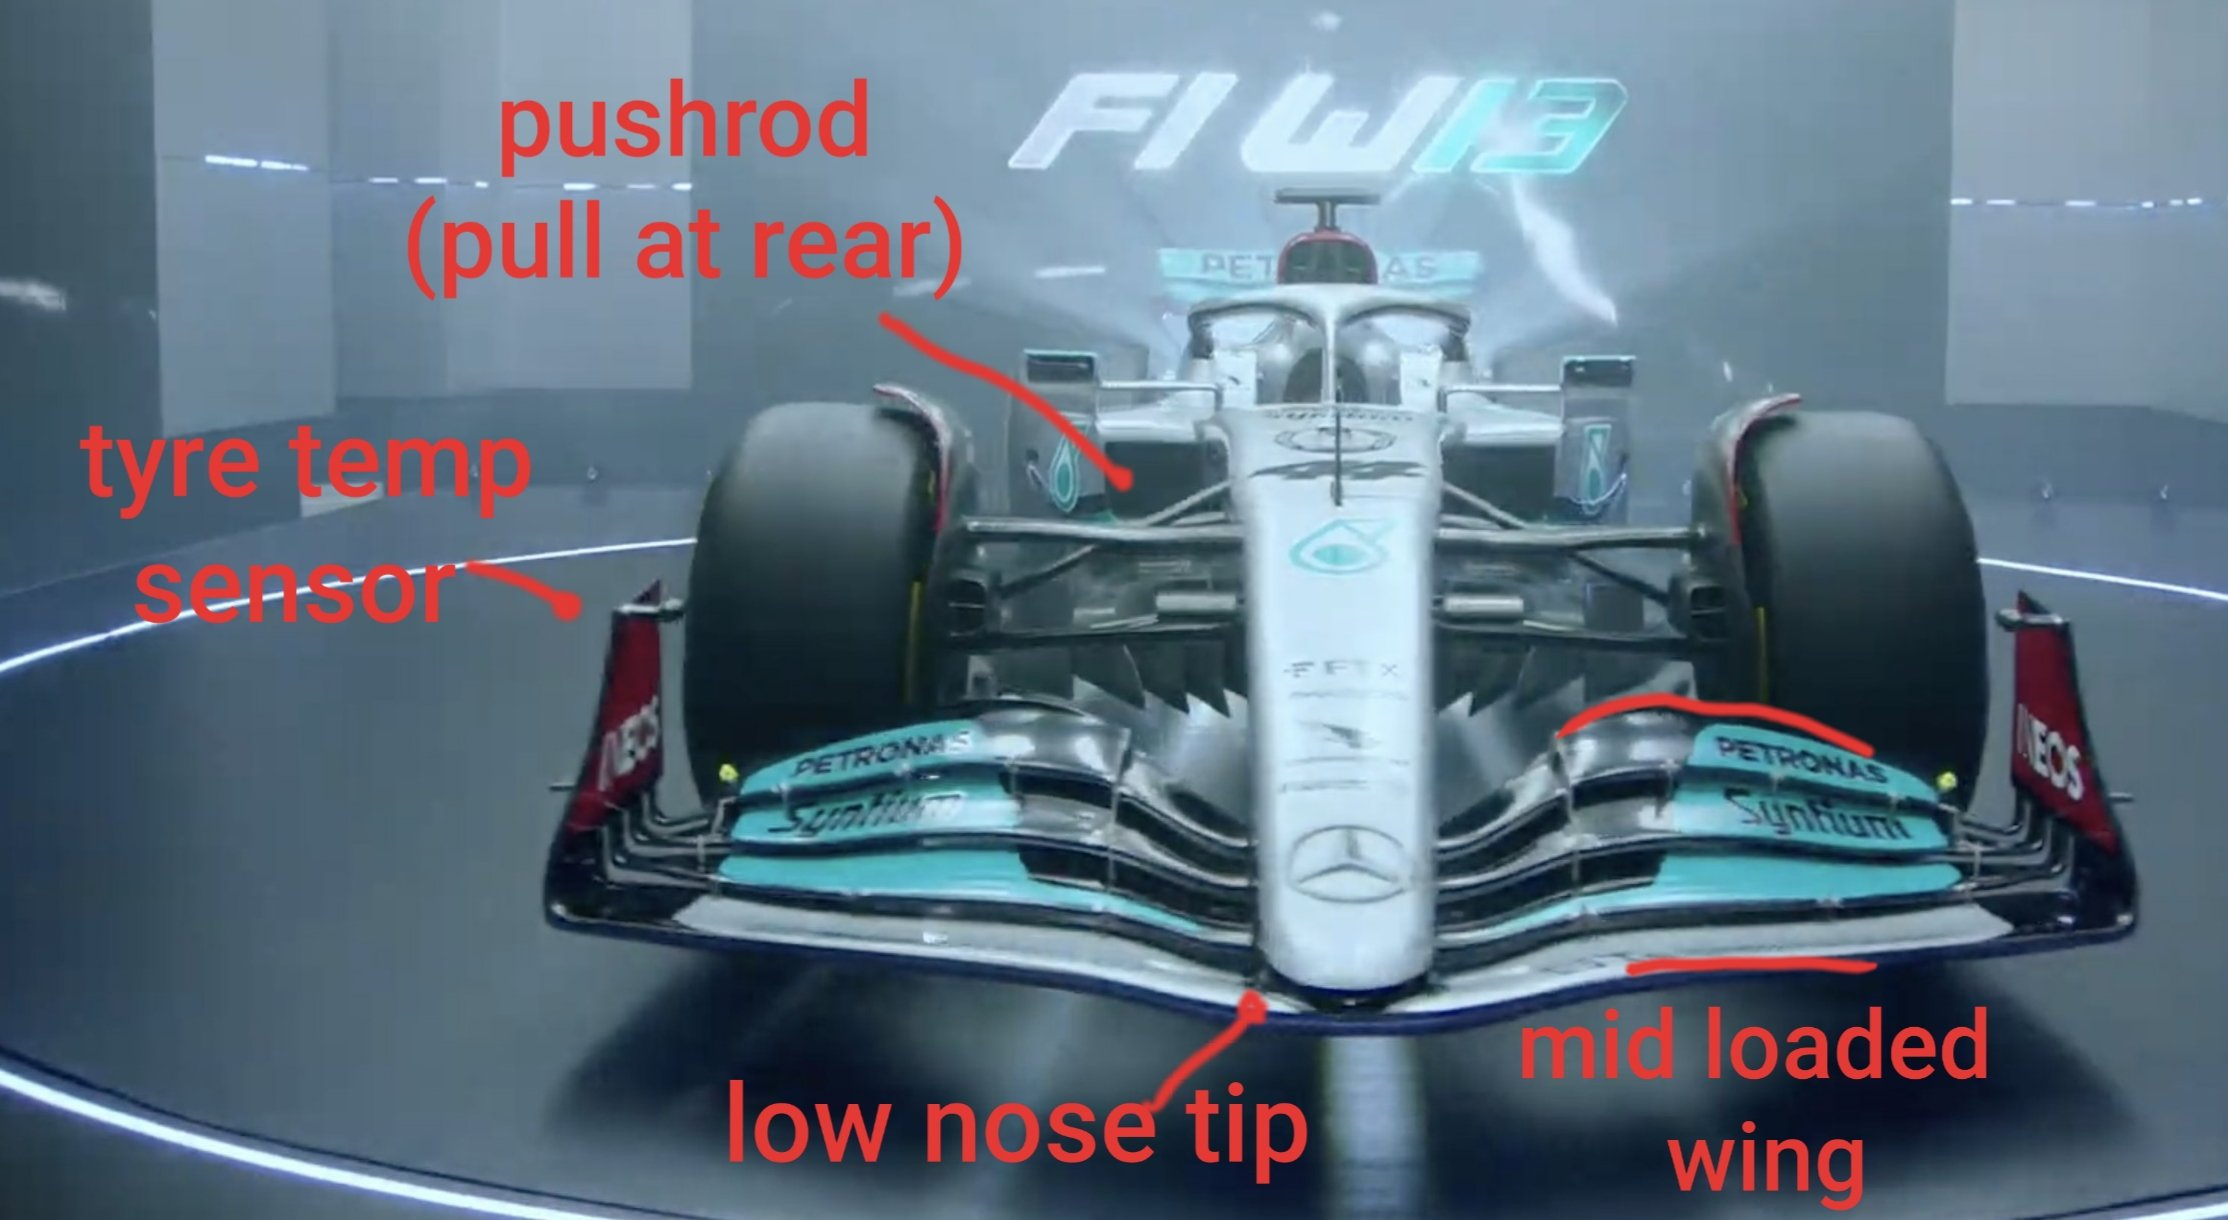 pushrod
(pull at rear)
F1 W13
tyre temp
sensor
PETRONAS
44
INEOS
INEOS
PETRONAS
Syntium
PETRONAS
Syntium
low nose tip
mid loaded
wing